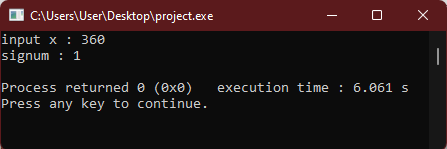 C:\Users\User\Desktop\project.exe
input x : 360
signum : 1
Process returned 0 (0x0)   execution time : 6.061 s
Press any key to continue.